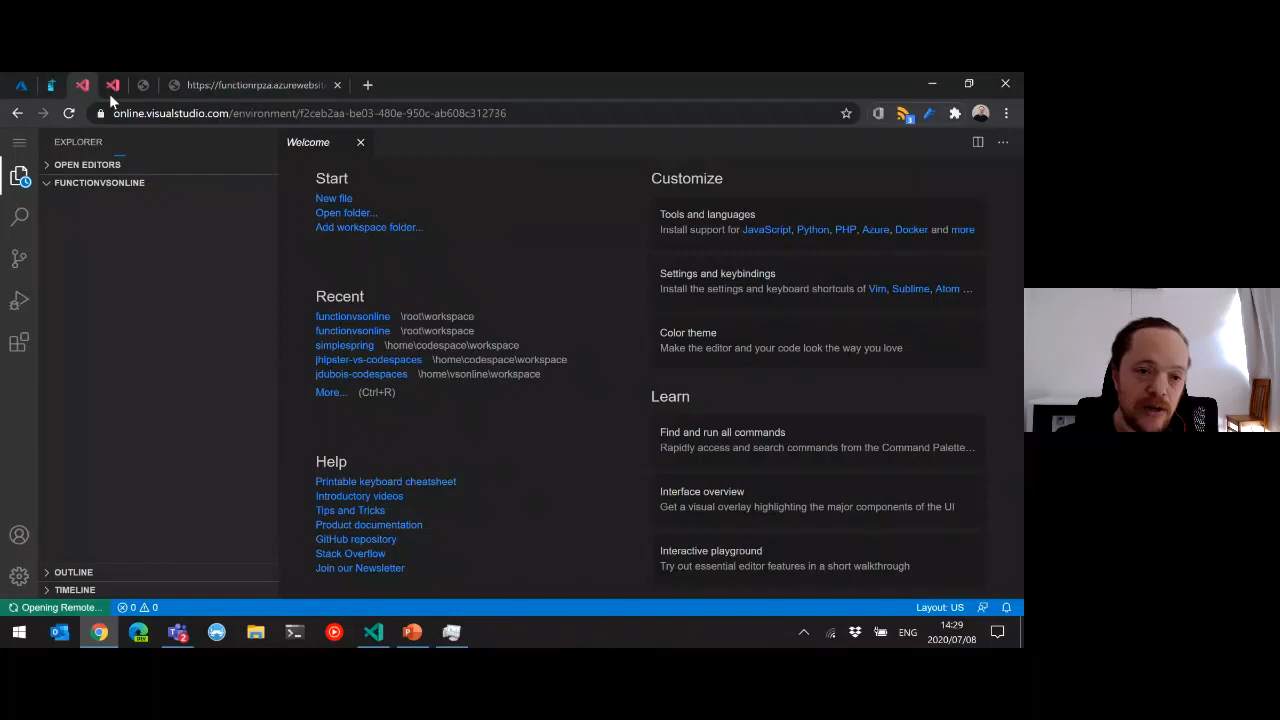 https://functionrpza.azurewebsit
online.visualstudio.com/environment/f2ceb2aa-be03-480e-950c-ab608c312736
3
EXPLORER
OPEN EDITORS
FUNCTIONVSONLINE
OUTLINE
TIMELINE
Welcome
Start
New file
Open folder...
Add workspace folder...
Recent
functionvsonline \root\workspace
functionvsonline \root\workspace
simplespring \home\codespace\workspace
jhipster-vs-codespaces \home\codespace\workspace
jdubois-codespaces \home\vsonline\workspace
More... (Ctrl+R)
Help
Printable keyboard cheatsheet
Introductory videos
Tips and Tricks
Product documentation
GitHub repository
Stack Overflow
Join our Newsletter
Customize
Tools and languages
Install support for JavaScript, Python, PHP, Azure, Docker and more
Settings and keybindings
Install the settings and keyboard shortcuts of Vim, Sublime, Atom ...
Color theme
Make the editor and your code look the way you love
Learn
Find and run all commands
Rapidly access and search commands from the Command Palette...
Interface overview
Get a visual overlay highlighting the major components of the UI
Interactive playground
Try out essential editor features in a short walkthrough
Opening Remote... 0 0 Layout: US
ENG
14:29
2020/07/08